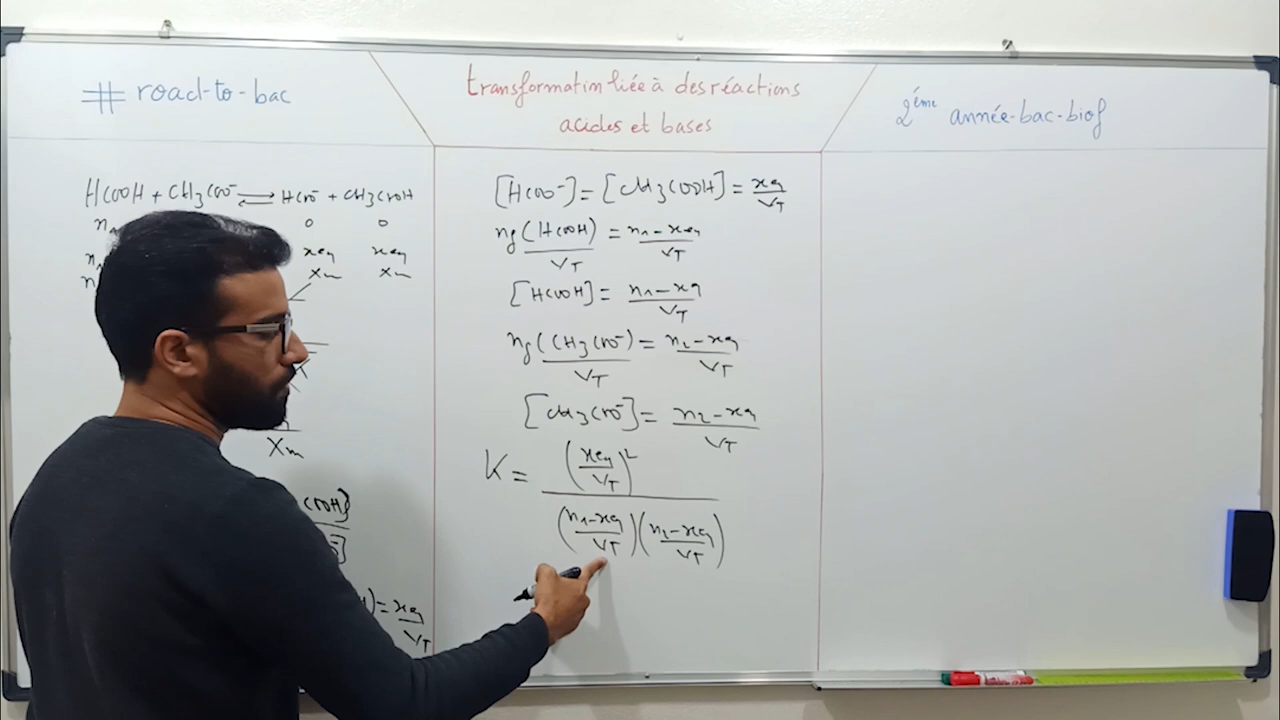 # road-to-bac
transformation liée à des réactions
acides et bases
2ème année-bac-biof
HCOOH + CH3COO- ⇌ HCOO- + CH3COOH
0 0
xeq xeq
Xm Xm
Xm
COOH]
) = xeq / VT
[HCOO-] = [CH3COOH] = xeq / VT
nf(HCOOH) / VT = n1 - xeq / VT
[HCOOH] = n1 - xeq / VT
nf(CH3COO-) / VT = n2 - xeq / VT
[CH3COO-] = n2 - xeq / VT
K = (xeq / VT)² / (n1 - xeq / VT)(n2 - xeq / VT)